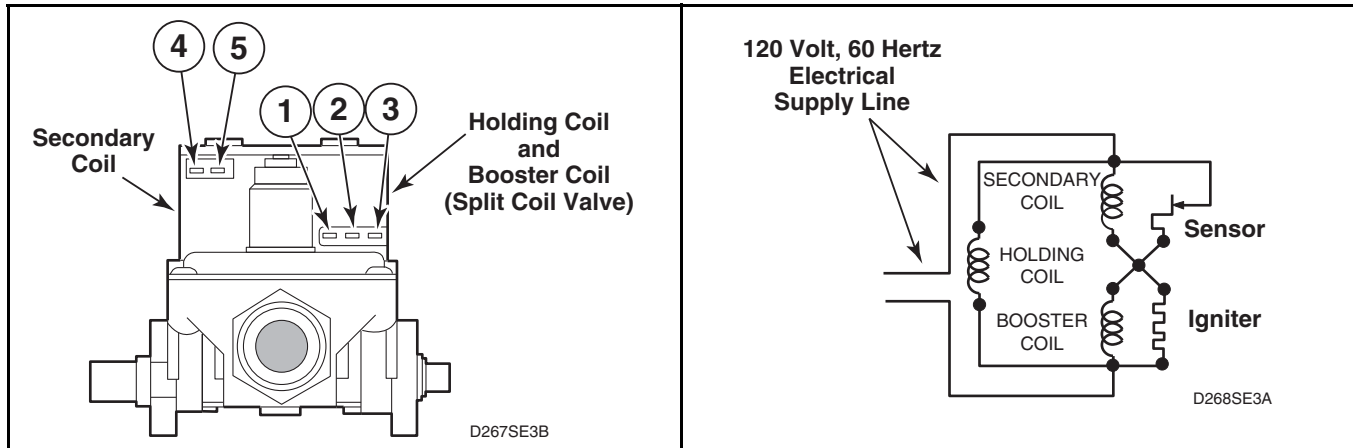 4 5
1 2 3
Secondary
Coil
Holding Coil
and
Booster Coil
(Split Coil Valve)
D267SE3B
120 Volt, 60 Hertz
Electrical
Supply Line
SECONDARY
COIL
Sensor
HOLDING
COIL
BOOSTER
COIL
Igniter
D268SE3A